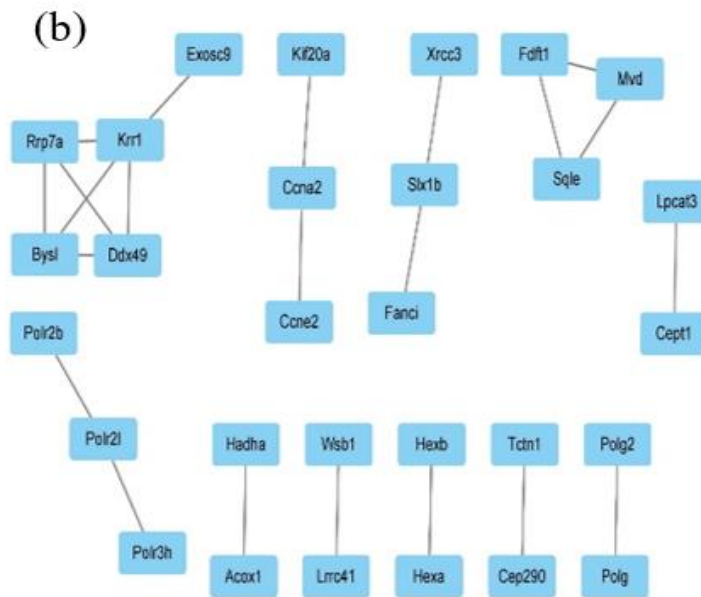 (b)
Exosc9
Kif20a
Xrcc3
Fdft1
Mvd
Rrp7a
Krr1
Ccna2
Slx1b
Sqle
Lpcat3
Bysl
Ddx49
Ccne2
Fanci
Cept1
Polr2b
Polr2l
Polr3h
Hadha
Wsb1
Hexb
Tctn1
Polg2
Acox1
Lrrc41
Hexa
Cep290
Polg